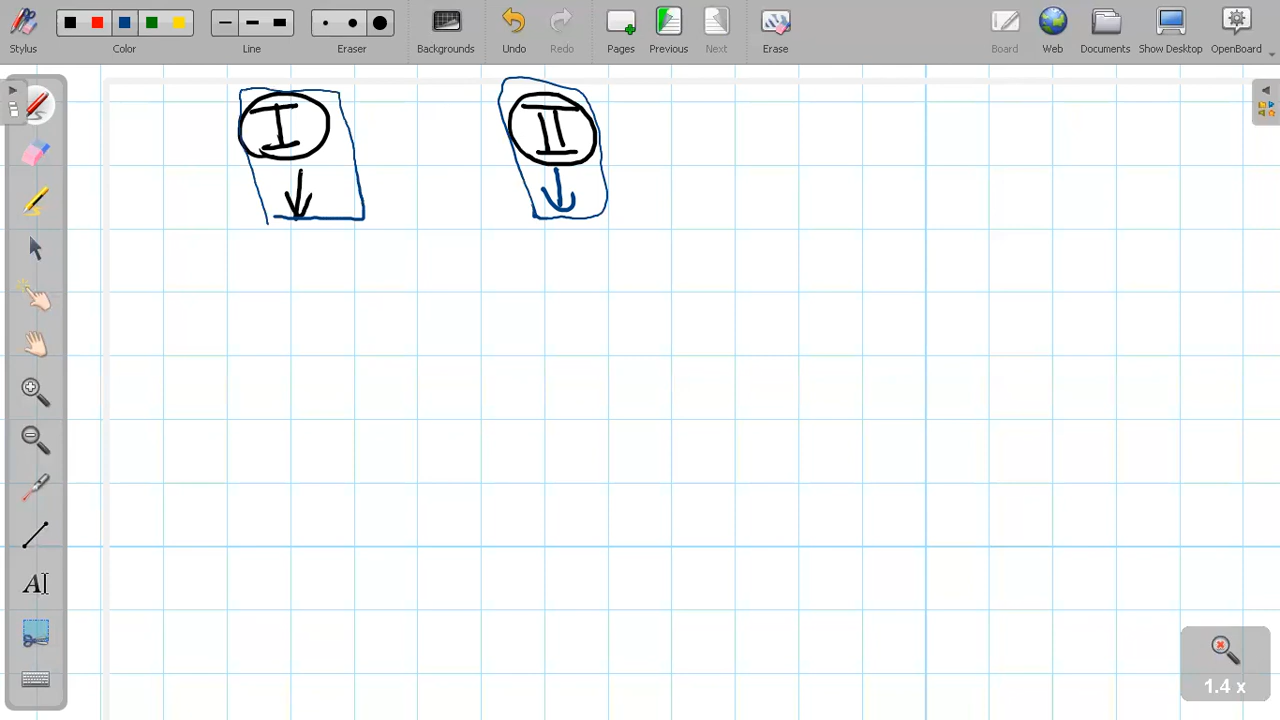 Stylus Color Line Eraser Backgrounds Undo Redo Pages Previous Next Erase Board Web Documents Show Desktop OpenBoard
I II
A
1.4 x